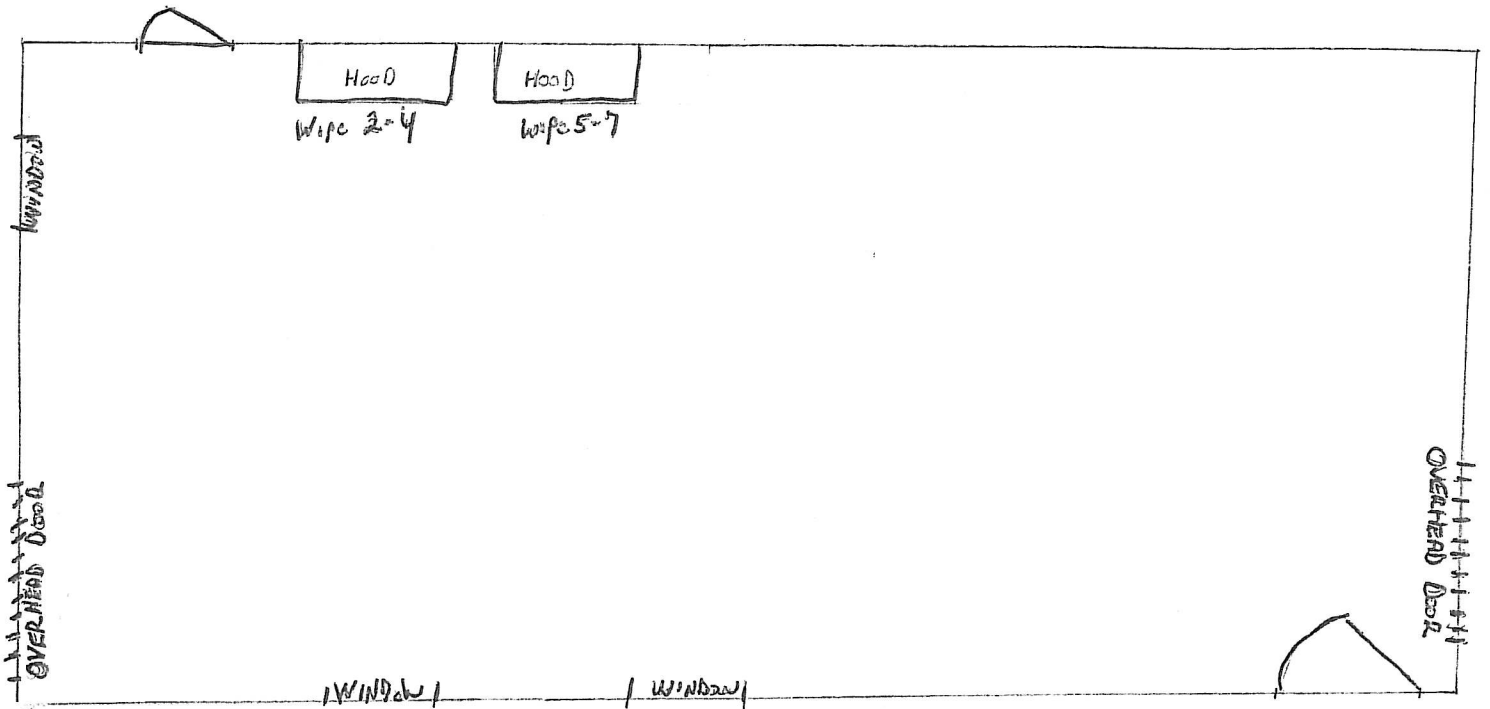 HOOD
HOOD
Wipe 2-4
Wipe 5-7
WINDOW
OVERHEAD DOOR
OVERHEAD DOOR
WINDOW
WINDOW